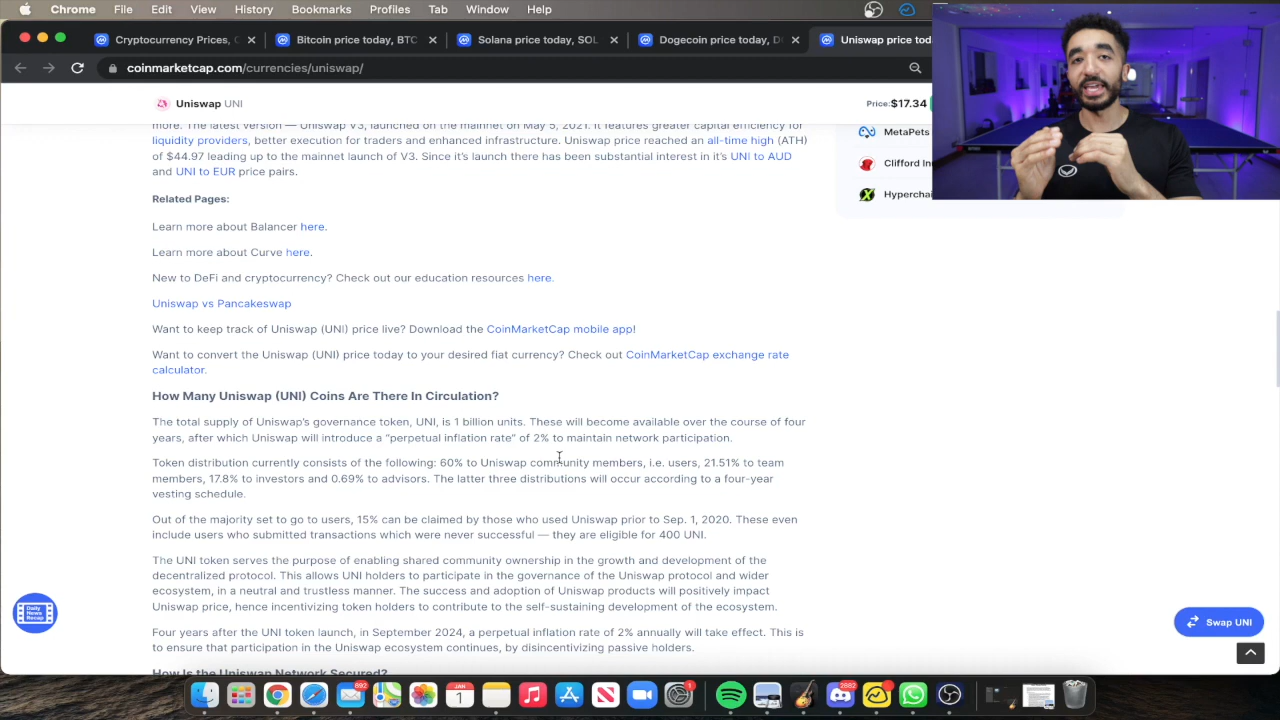 Chrome File Edit View History Bookmarks Profiles Tab Window Help
Cryptocurrency Prices, C
Bitcoin price today, BTC
Solana price today, SOL
Dogecoin price today, D
Uniswap price tod
coinmarketcap.com/currencies/uniswap/
Uniswap UNI
Price:$17.34
more. The latest version — Uniswap V3, launched on the mainnet on May 5, 2021. It features greater capital efficiency for
liquidity providers, better execution for traders and enhanced infrastructure. Uniswap price reached an all-time high (ATH)
of $44.97 leading up to the mainnet launch of V3. Since it's launch there has been substantial interest in it's UNI to AUD
and UNI to EUR price pairs.
MetaPets
Clifford In
Hyperchai
Related Pages:
Learn more about Balancer here.
Learn more about Curve here.
New to DeFi and cryptocurrency? Check out our education resources here.
Uniswap vs Pancakeswap
Want to keep track of Uniswap (UNI) price live? Download the CoinMarketCap mobile app!
Want to convert the Uniswap (UNI) price today to your desired fiat currency? Check out CoinMarketCap exchange rate
calculator.
How Many Uniswap (UNI) Coins Are There In Circulation?
The total supply of Uniswap's governance token, UNI, is 1 billion units. These will become available over the course of four
years, after which Uniswap will introduce a “perpetual inflation rate” of 2% to maintain network participation.
Token distribution currently consists of the following: 60% to Uniswap community members, i.e. users, 21.51% to team
members, 17.8% to investors and 0.69% to advisors. The latter three distributions will occur according to a four-year
vesting schedule.
Out of the majority set to go to users, 15% can be claimed by those who used Uniswap prior to Sep. 1, 2020. These even
include users who submitted transactions which were never successful — they are eligible for 400 UNI.
The UNI token serves the purpose of enabling shared community ownership in the growth and development of the
decentralized protocol. This allows UNI holders to participate in the governance of the Uniswap protocol and wider
ecosystem, in a neutral and trustless manner. The success and adoption of Uniswap products will positively impact
Uniswap price, hence incentivizing token holders to contribute to the self-sustaining development of the ecosystem.
Four years after the UNI token launch, in September 2024, a perpetual inflation rate of 2% annually will take effect. This is
to ensure that participation in the Uniswap ecosystem continues, by disincentivizing passive holders.
How Is the Uniswap Network Secured?
Daily
News
Recap
Swap UNI
892
JAN
1
1
2882